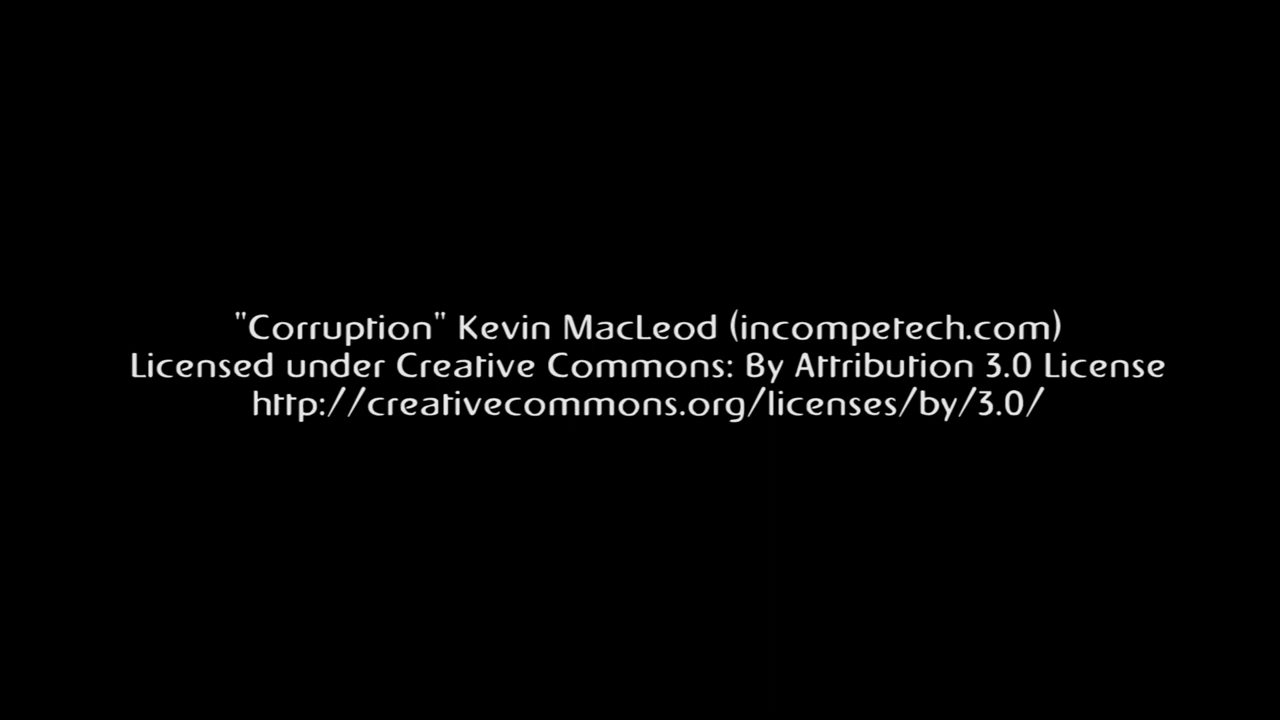 "Corruption" Kevin MacLeod (incompetech.com)
Licensed under Creative Commons: By Attribution 3.0 License
http://creativecommons.org/licenses/by/3.0/